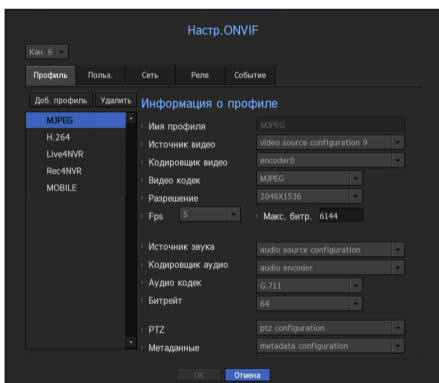 Настр.ONVIF
Кан. 6
Профиль Польз. Сеть Реле Событие
Доб. профиль Удалить
MJPEG
H.264
Live4NVR
Rec4NVR
MOBILE
Информация о профиле
Имя профиля MJPEG
Источник видео video source configuration 9
Кодировщик видео encoder0
Видео кодек MJPEG
Разрешение 2048X1536
Fps 5 Макс. битр. 6144
Источник звука audio source configuration
Кодировщик аудио audio encoder
Аудио кодек G.711
Битрейт 64
PTZ ptz configuration
Метаданные metadata configuration
OK Отмена